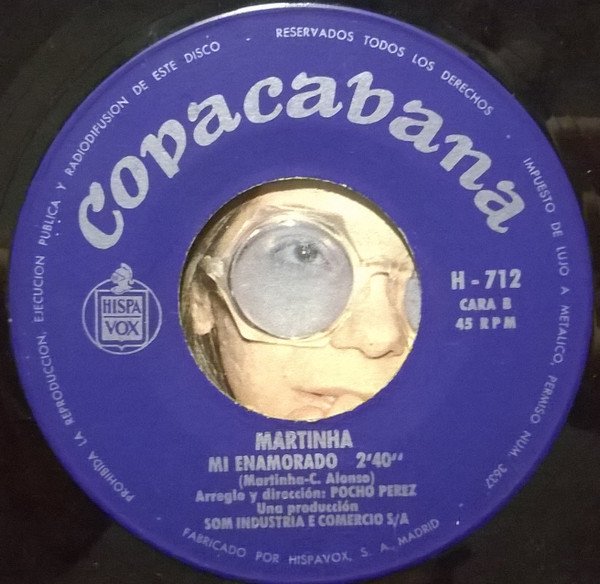 PROHIBIDA LA REPRODUCCION, EJECUCION PUBLICA Y RADIODIFUSION DE ESTE DISCO - RESERVADOS TODOS LOS DERECHOS
IMPUESTO DE LUJO A METALICO, PERMISO NUM. 3637
Copacabana
HISPA
VOX
H - 712
CARA B
45 RPM
MARTINHA
MI ENAMORADO 2'40''
(Martinha-C. Alonso)
Arreglo y dirección: POCHO PEREZ
Una producción
SOM INDUSTRIA E COMERCIO S/A
FABRICADO POR HISPAVOX, S. A., MADRID